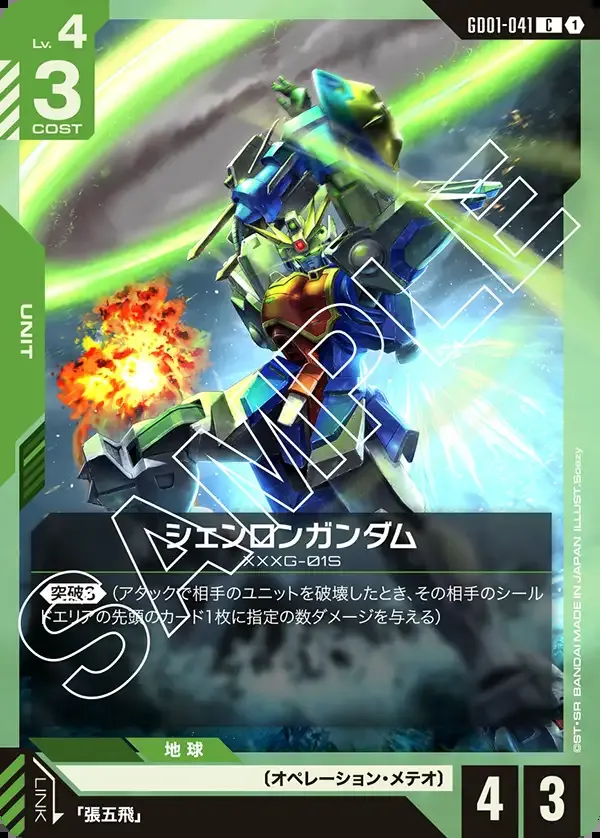 GD01-041 C 1
Lv. 4
3
COST
UNIT
SAMPLE
シェンロンガンダム
XXXG-01S
突破3 (アタックで相手のユニットを破壊したとき、その相手のシール
ドエリアの先頭のカード1枚に指定の数ダメージを与える)
地球
〔オペレーション・メテオ〕
LINK
「張五飛」
4 3
©ST・SR BANDAI MADE IN JAPAN ILLUST.Soezy